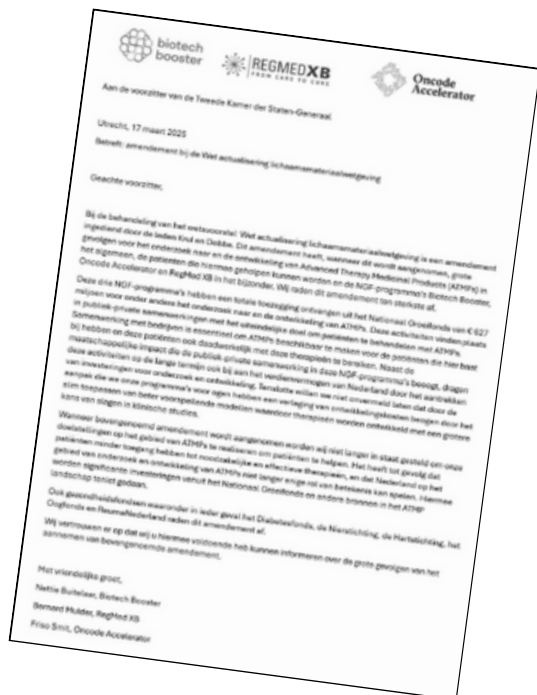 biotech
booster
REGMEDXB
FROM CARE TO CURE
Oncode
Accelerator
Aan de voorzitter van de Tweede Kamer der Staten-Generaal
Utrecht, 17 maart 2025
Betreft: amendement bij de Wet actualisering lichaamsmateriaalwetgeving
Geachte voorzitter,
Bij de behandeling van het wetsvoorstel: Wet actualisering lichaamsmateriaalwetgeving is een amendement
ingediend door de leden Krul en Dobbe. Dit amendement heeft, wanneer dit wordt aangenomen, grote
gevolgen voor het onderzoek naar en de ontwikkeling van Advanced Therapy Medicinal Products (ATMPs) in
het algemeen, de patiënten die hiermee geholpen kunnen worden en de NGF-programma's Biotech Booster,
Oncode Accelerator en RegMed XB in het bijzonder. Wij raden dit amendement ten sterkste af.
Deze drie NGF-programma's hebben een totale toezegging ontvangen uit het Nationaal Groeifonds van € 627
miljoen voor onder andere het onderzoek naar en de ontwikkeling van ATMPs. Deze activiteiten vinden plaats
in publiek-private samenwerkingen met het uiteindelijke doel om patiënten te behandelen met ATMPs.
Samenwerking met bedrijven is essentieel om ATMPs beschikbaar te maken voor de patiënten die hier baat
bij hebben en deze patiënten ook daadwerkelijk met deze therapieën te bereiken. Naast de
maatschappelijke impact die de publiek-private samenwerking in deze NGF-programma's beoogt, dragen
deze activiteiten op de lange termijn ook bij aan het verdienvermogen van Nederland door het aantrekken
van investeringen voor onderzoek en ontwikkeling. Tenslotte willen we niet onvermeld laten dat door de
aanpak die we onze programma's voor ogen hebben een verlaging van ontwikkelingskosten beogen door het
slim toepassen van beter voorspellende modellen waardoor therapieën worden ontwikkeld met een grotere
kans van slagen in klinische studies.
Wanneer bovengenoemd amendement wordt aangenomen worden wij niet langer in staat gesteld om onze
doelstellingen op het gebied van ATMPs te realiseren om patiënten te helpen. Het heeft tot gevolg dat
patiënten minder toegang hebben tot noodzakelijke en effectieve therapieën, en dat Nederland op het
gebied van onderzoek en ontwikkeling van ATMPs niet langer enige rol van betekenis kan spelen. Hiermee
worden significante investeringen vanuit het Nationaal Groeifonds en andere bronnen in het ATMP
landschap teniet gedaan.
Ook gezondheidsfondsen waaronder in ieder geval het Diabetesfonds, de Nierstichting, de Hartstichting, het
Oogfonds en ReumaNederland raden dit amendement af.
Wij vertrouwen er op dat wij u hiermee voldoende heb kunnen informeren over de grote gevolgen van het
aannemen van bovengenoemde amendement.
Met vriendelijke groet,
Nettie Buitelaar, Biotech Booster
Bernard Mulder, RegMed XB
Friso Smit, Oncode Accelerator